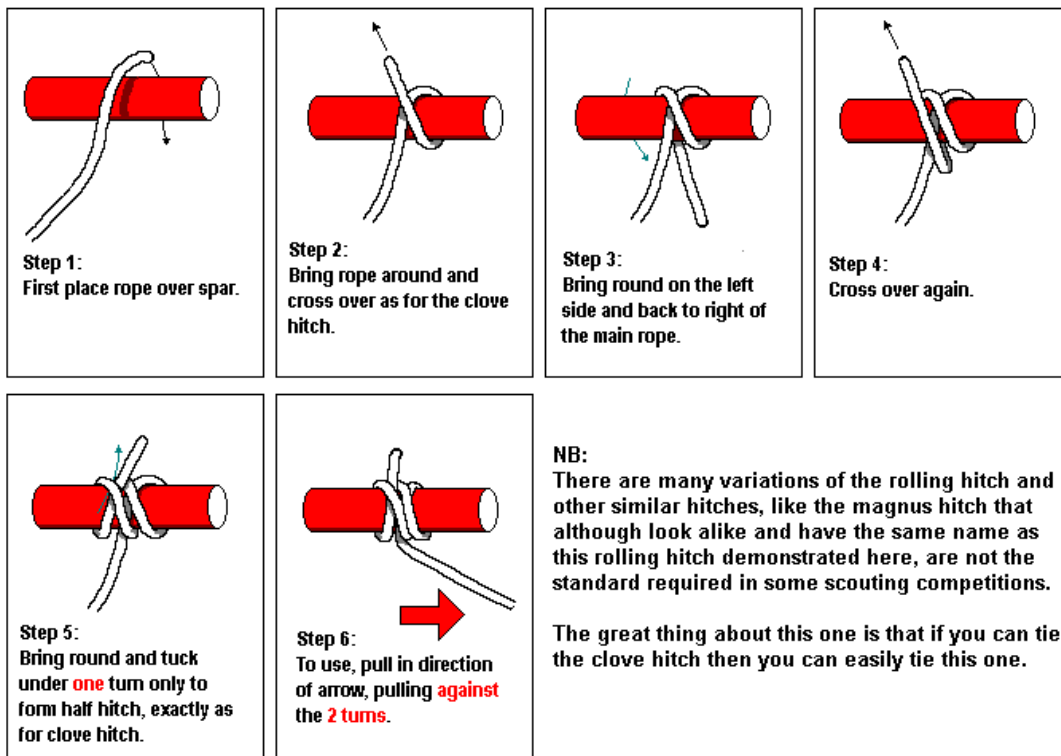 Step 1:
First place rope over spar.
Step 2:
Bring rope around and
cross over as for the clove
hitch.
Step 3:
Bring round on the left
side and back to right of
the main rope.
Step 4:
Cross over again.
Step 5:
Bring round and tuck
under one turn only to
form half hitch, exactly as
for clove hitch.
Step 6:
To use, pull in direction
of arrow, pulling against
the 2 turns.
NB:
There are many variations of the rolling hitch and
other similar hitches, like the magnus hitch that
although look alike and have the same name as
this rolling hitch demonstrated here, are not the
standard required in some scouting competitions.
The great thing about this one is that if you can tie
the clove hitch then you can easily tie this one.